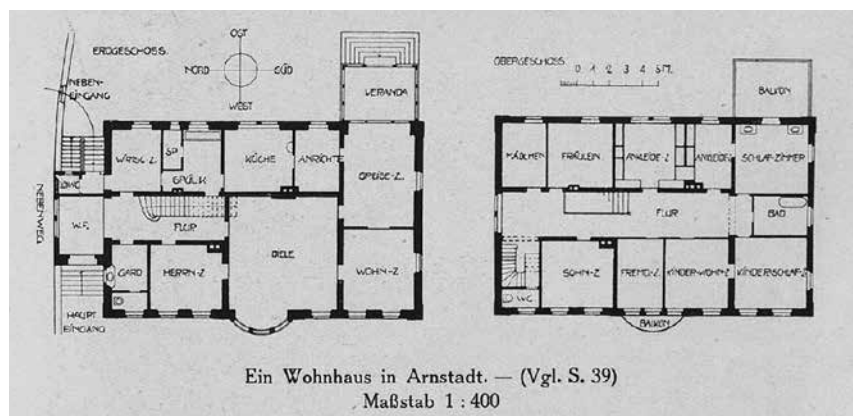 ERDGESCHOSS.
OST
NORD
SÜD
WEST
NEBEN-
EINGANG
VERANDA
SP.
KÜCHE
ANRICHTE
SPÜLK
SPEISE-Z.
NEBENWEG
W.F.
FLUR
DIELE
GARD
HERRN-Z
WOHN-Z
HAUPT
EINGANG
OBERGESCHOSS.
0 1 2 3 4 5 M.
BALKON
MÄDCHEN
FRÄULEIN
ANKLEIDE-Z
ANKLEIDE-Z
SCHLAF-ZIMMER
FLUR
BAD
WC
SOHN-Z
FREMD-Z
KINDER-WOHN-Z
KINDERSCHLAF-Z
BALKON
Ein Wohnhaus in Arnstadt. — (Vgl. S. 39)
Maßstab 1 : 400